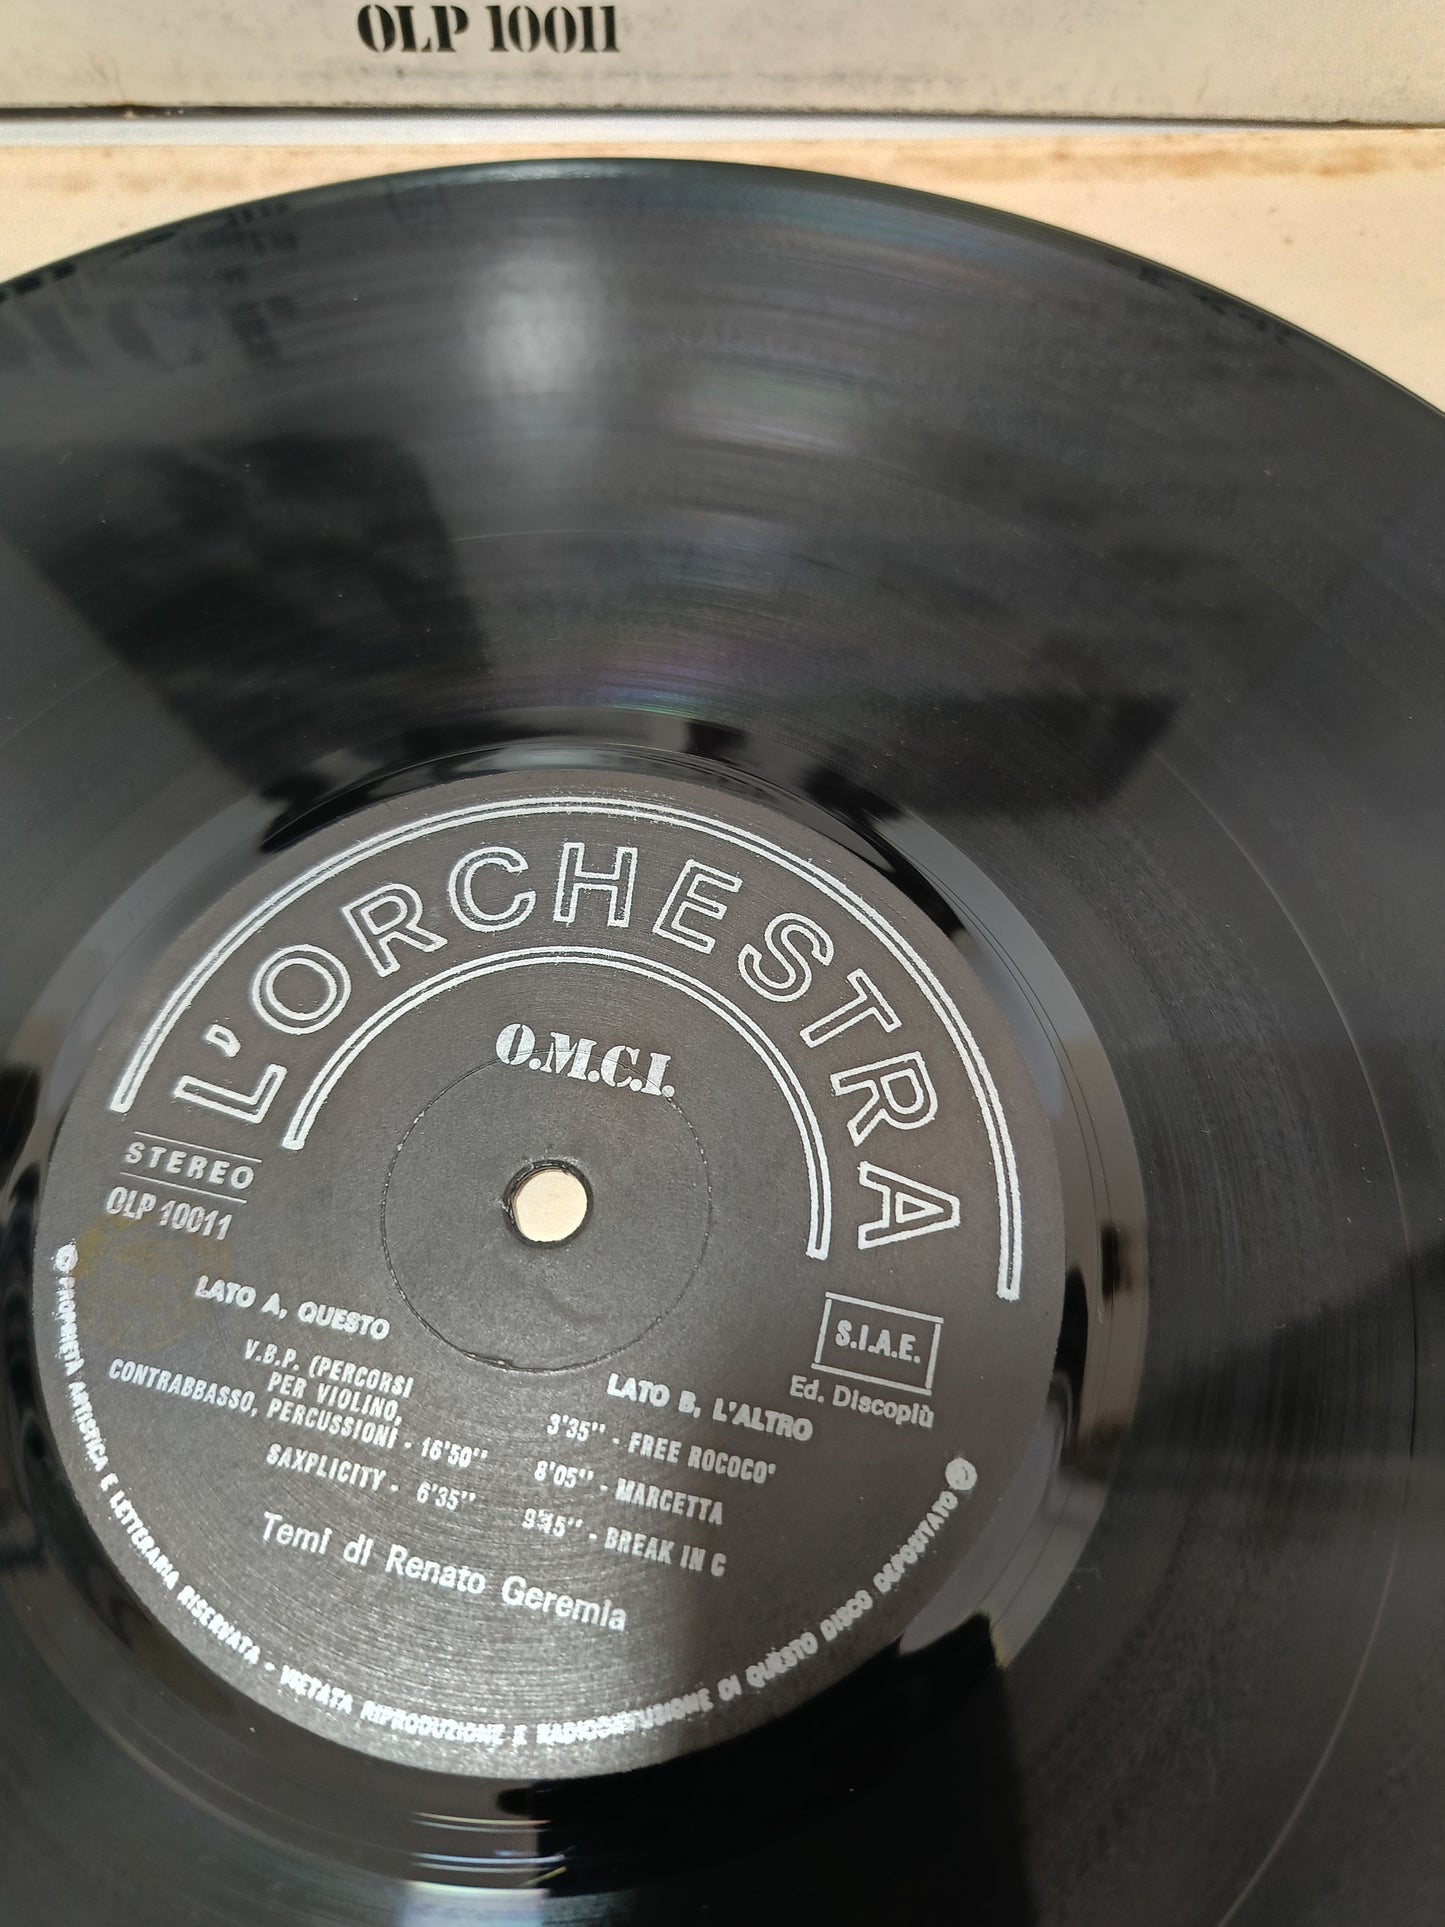 OLP 10011
L'ORCHESTRA
O.M.C.I.
STEREO
OLP 10011
S.I.A.E.
Ed. Discopiù
LATO A, QUESTO
V.B.P. (PERCORSI
PER VIOLINO,
CONTRABBASSO, PERCUSSIONI - 16'50''
SAXPLICITY - 6'35''
LATO B, L'ALTRO
3'35'' - FREE ROCOCO'
8'05'' - MARCETTA
9'15'' - BREAK IN C
Temi di Renato Geremia
© PROPRIETÀ ARTISTICA E LETTERARIA RISERVATA - VIETATA RIPRODUZIONE E RADIODIFFUSIONE DI QUESTO DISCO DEPOSITATO ©